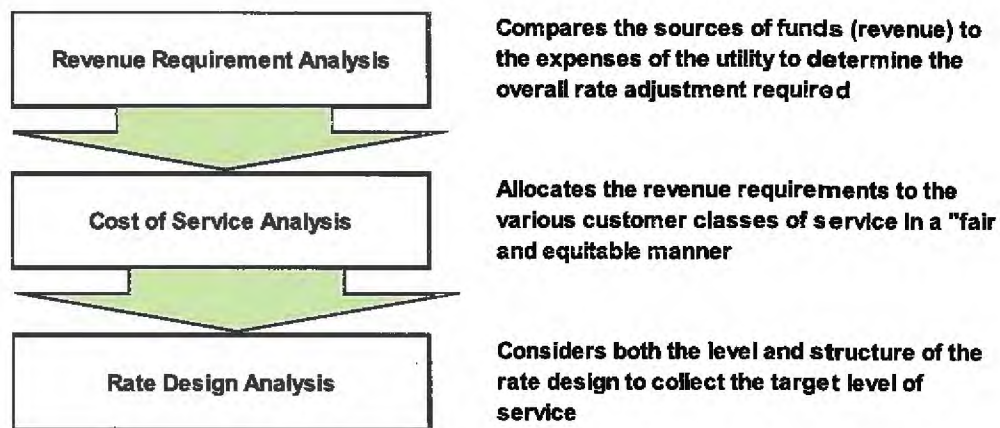 Revenue Requirement Analysis
Compares the sources of funds (revenue) to
the expenses of the utility to determine the
overall rate adjustment required
Cost of Service Analysis
Allocates the revenue requirements to the
various customer classes of service in a "fair
and equitable manner
Rate Design Analysis
Considers both the level and structure of the
rate design to collect the target level of
service